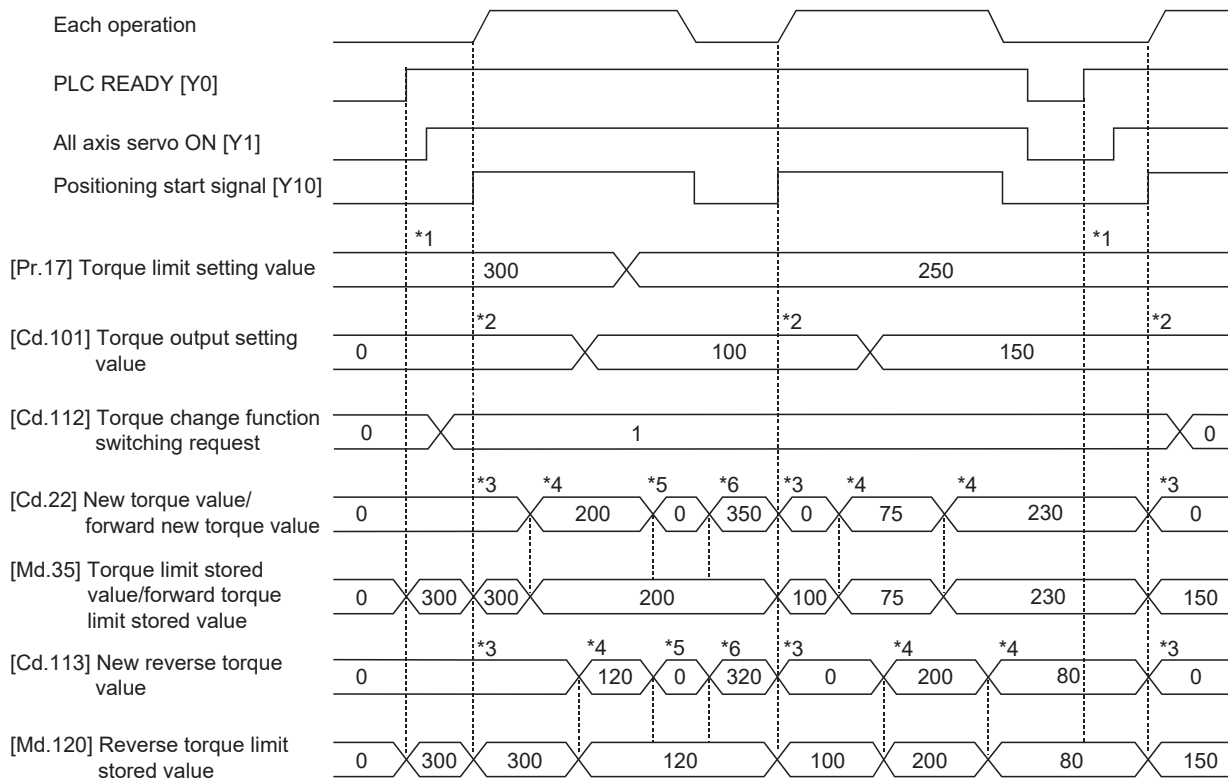 Each operation
PLC READY [Y0]
All axis servo ON [Y1]
Positioning start signal [Y10]
*1 *1
[Pr.17] Torque limit setting value 300 250
*2 *2 *2
[Cd.101] Torque output setting
value
0 100 150
[Cd.112] Torque change function
switching request
0 1 0
*3 *4 *5 *6 *3 *4 *4 *3
[Cd.22] New torque value/
forward new torque value
0 200 0 350 0 75 230 0
[Md.35] Torque limit stored
value/forward torque
limit stored value
0 300 300 200 100 75 230 150
*3 *4 *5 *6 *3 *4 *4 *3
[Cd.113] New reverse torque
value
0 120 0 320 0 200 80 0
[Md.120] Reverse torque limit
stored value
0 300 300 120 100 200 80 150